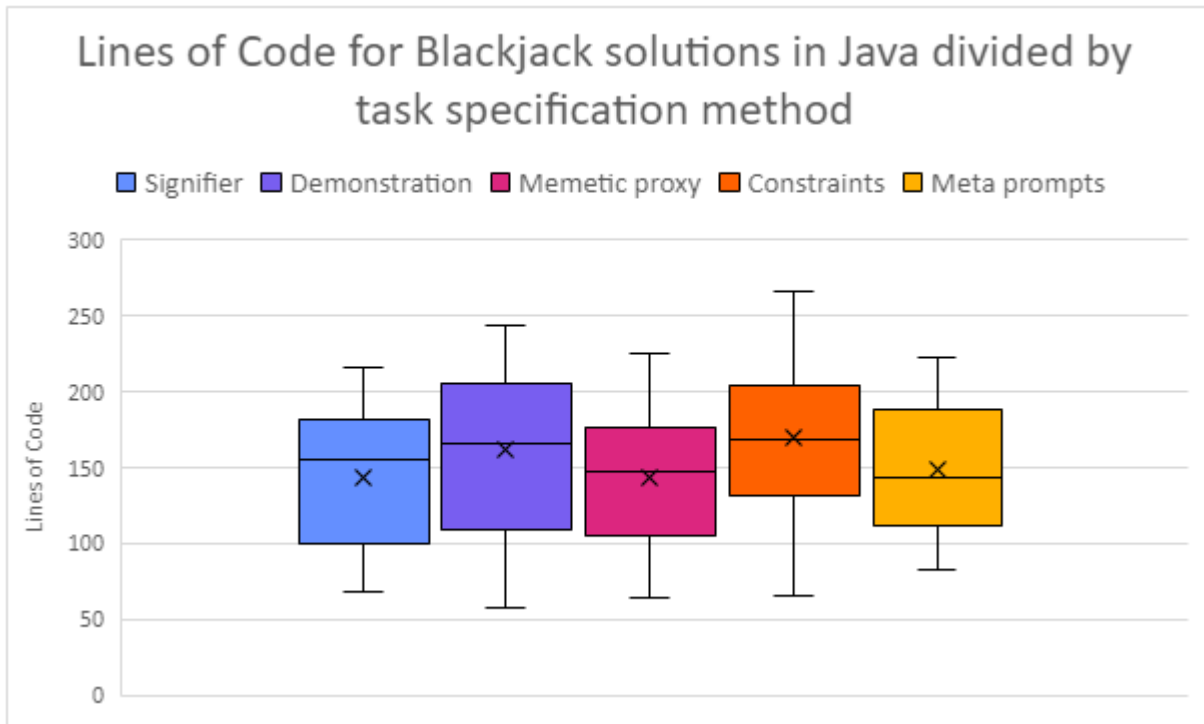 Lines of Code for Blackjack solutions in Java divided by
task specification method
Signifier Demonstration Memetic proxy Constraints Meta prompts
300
250
200
150
100
50
0
Lines of Code